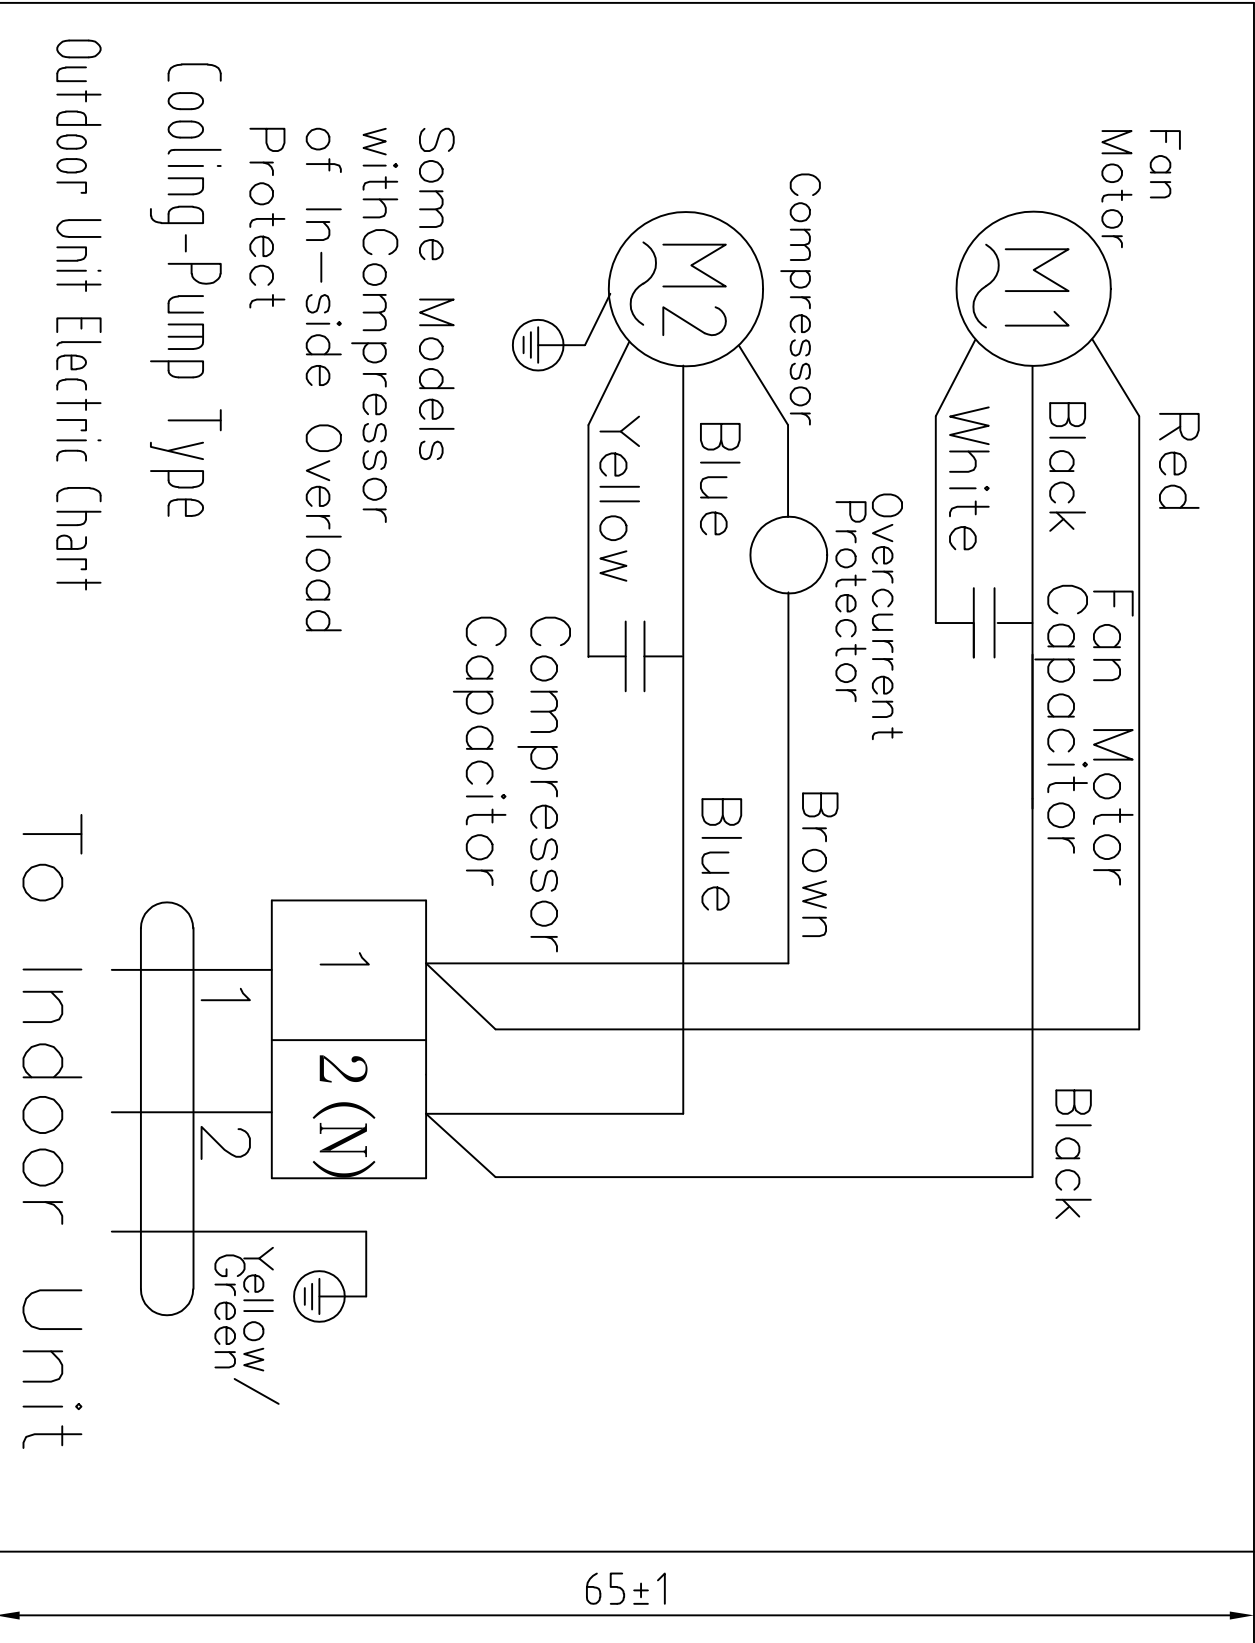 Fan
Motor
Red
Black
White
Fan Motor
Capacitor
M1
Black
Compressor
M2
Overcurrent
Protector
Blue
Yellow
Brown
Blue
Compressor
Capacitor
Some Models
withCompressor
of In-side Overload
Protect
1
2(N)
1
2
Yellow/
Green
Cooling-Pump Type
Outdoor Unit Electric Chart
To Indoor Unit
65±1